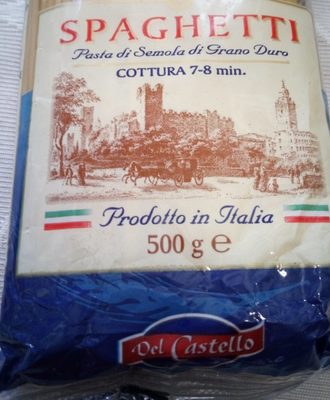 SPAGHETTI
Pasta di Semola di Grano Duro
COTTURA 7-8 min.
Prodotto in Italia
500 g e
Del Castello